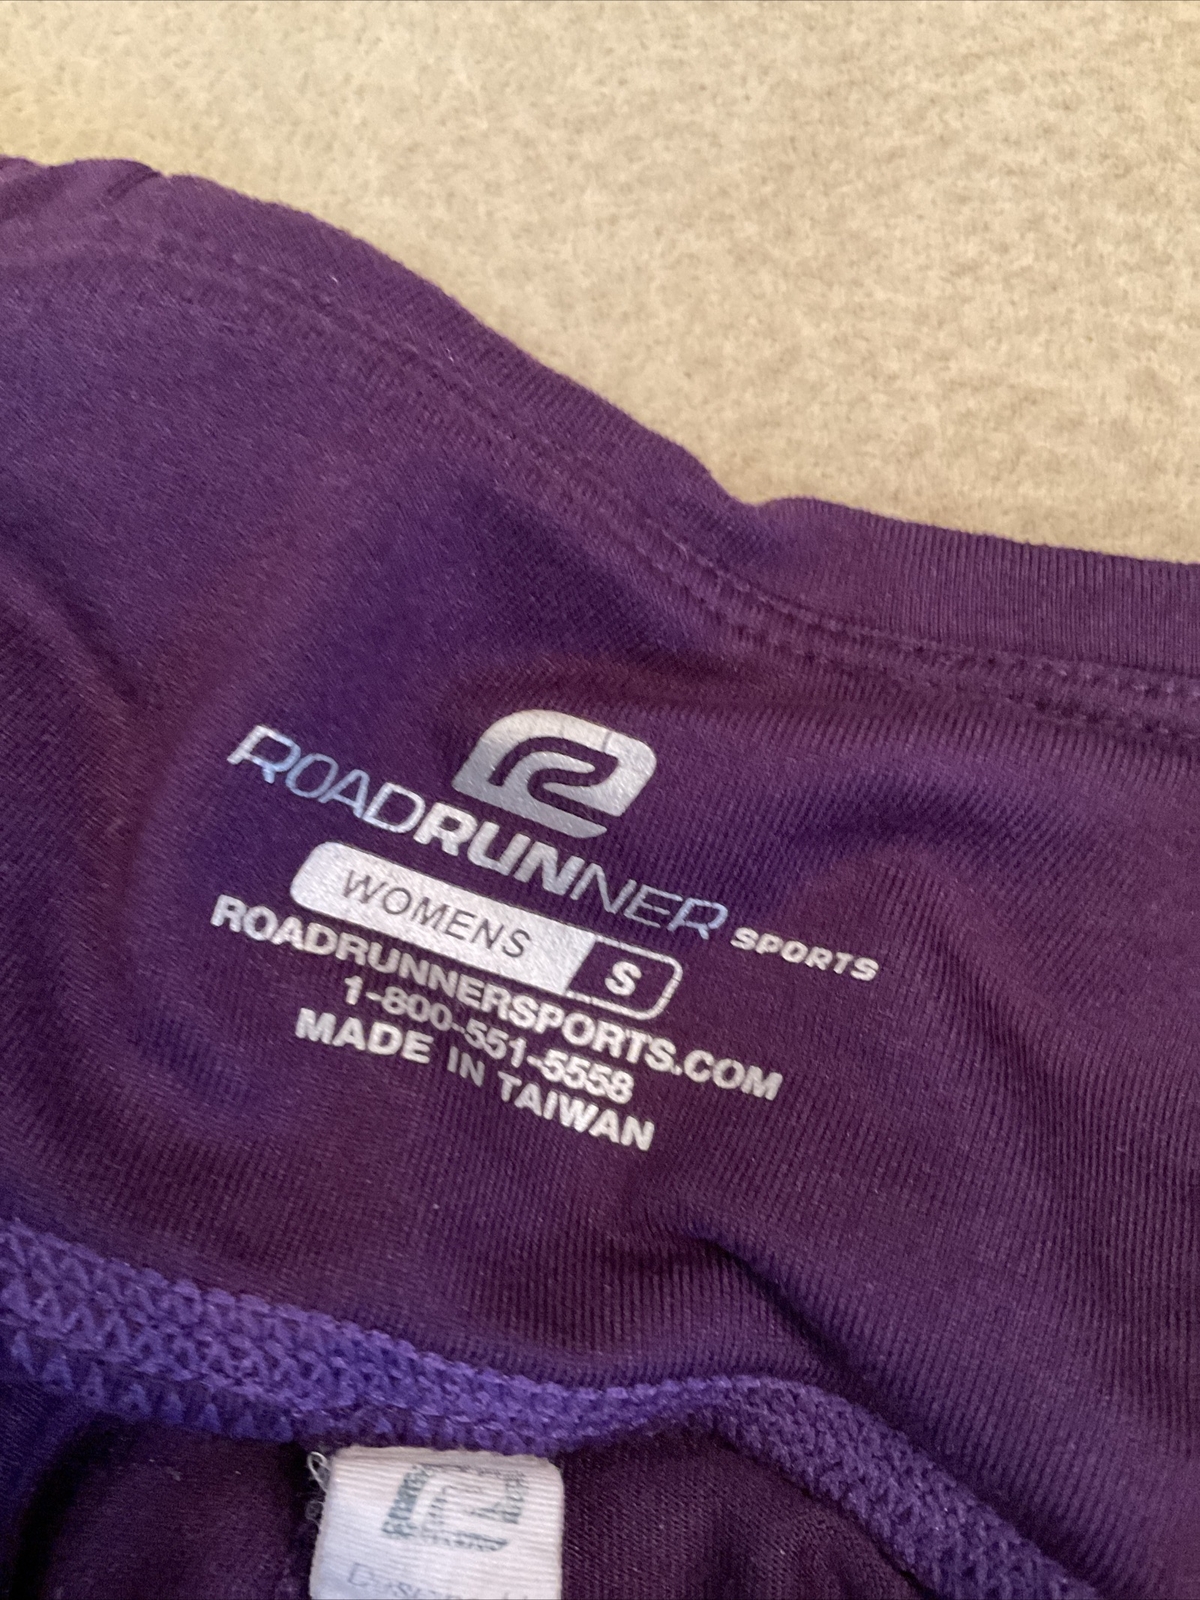 ROADRUNNER SPORTS
WOMENS S
ROADRUNNERSPORTS.COM
1-800-551-5558
MADE IN TAIWAN